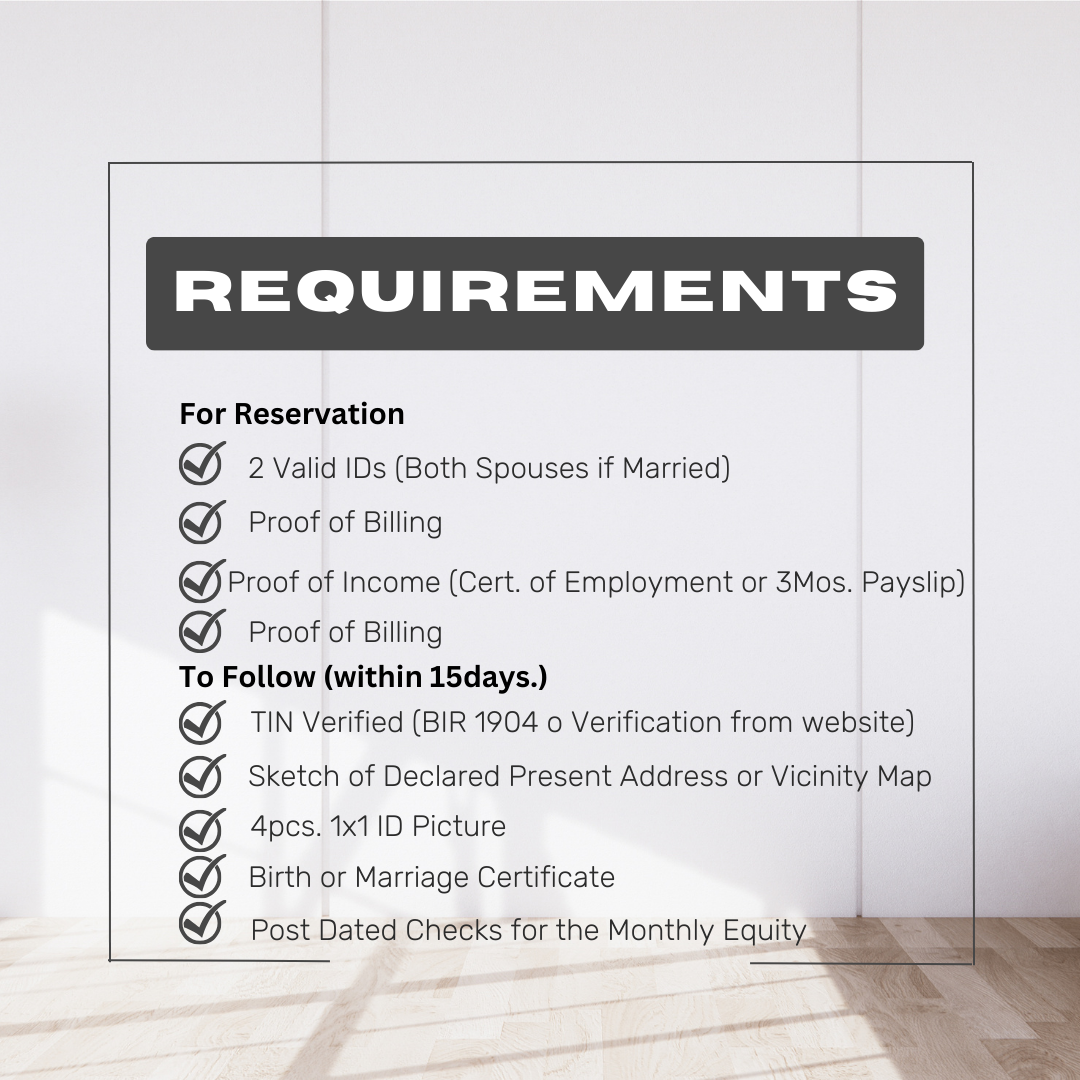 REQUIREMENTS
For Reservation
2 Valid IDs (Both Spouses if Married)
Proof of Billing
Proof of Income (Cert. of Employment or 3Mos. Payslip)
Proof of Billing
To Follow (within 15days.)
TIN Verified (BIR 1904 o Verification from website)
Sketch of Declared Present Address or Vicinity Map
4pcs. 1x1 ID Picture
Birth or Marriage Certificate
Post Dated Checks for the Monthly Equity